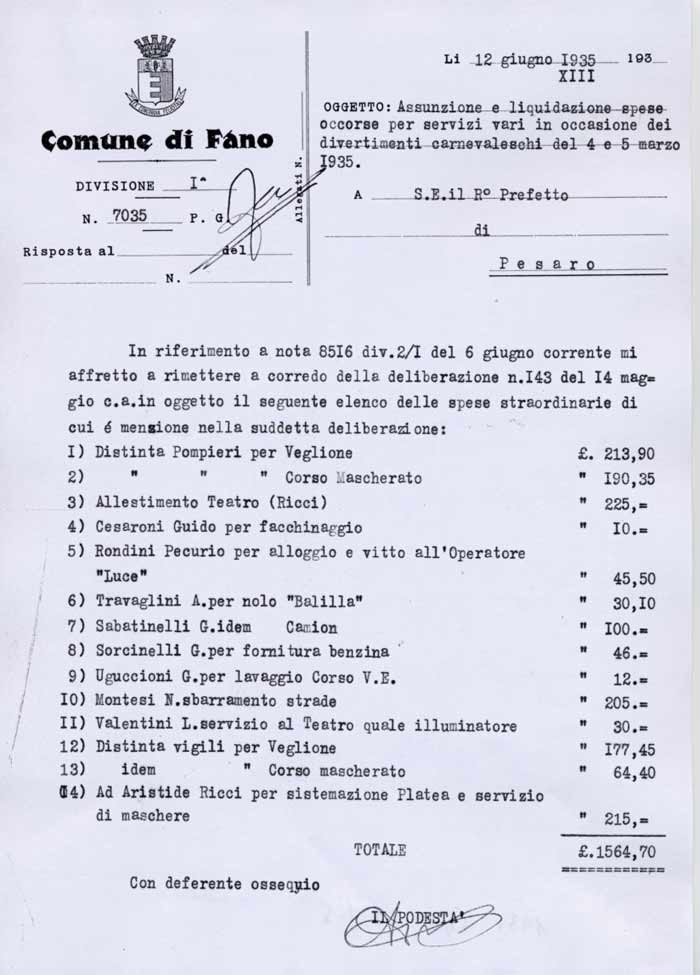 Comune di Fano
DIVISIONE Iª
N. 7035 P. G.
Risposta al del
N.
Allegati N.
Li 12 giugno I935 193
XIII
OGGETTO: Assunzione e liquidazione spese
occorse per servizi vari in occasione dei
divertimenti carnevaleschi del 4 e 5 marzo
I935.
A S.E.il Rº Prefetto
di
Pesaro
In riferimento a nota 85I6 div.2/I del 6 giugno corrente mi
affretto a rimettere a corredo della deliberazione n.I43 del I4 mag=
gio c.a.in oggetto il seguente elenco delle spese straordinarie di
cui é mensione nella suddetta deliberazione:
I) Distinta Pompieri per Veglione £. 213,90
2) " " " Corso Mascherato " I90,35
3) Allestimento Teatro (Ricci) " 225,=
4) Cesaroni Guido per facchinaggio " I0.=
5) Rondini Pecurio per alloggio e vitto all'Operatore
"Luce" " 45,50
6) Travaglini A.per nolo "Balilla" " 30,I0
7) Sabatinelli G.idem Camion " I00.=
8) Sorcinelli G.per fornitura benzina " 46.=
9) Uguccioni G.per lavaggio Corso V.E. " 12.=
I0) Montesi N.sbarramento strade " 205.=
II) Valentini L.servizio al Teatro quale illuminatore " 30.=
12) Distinta vigili per Veglione " I77,45
13) idem " Corso mascherato " 64,40
14) Ad Aristide Ricci per sistemazione Platea e servizio
di maschere " 215,=
TOTALE £.1564,70
Con deferente ossequio
IL PODESTA'